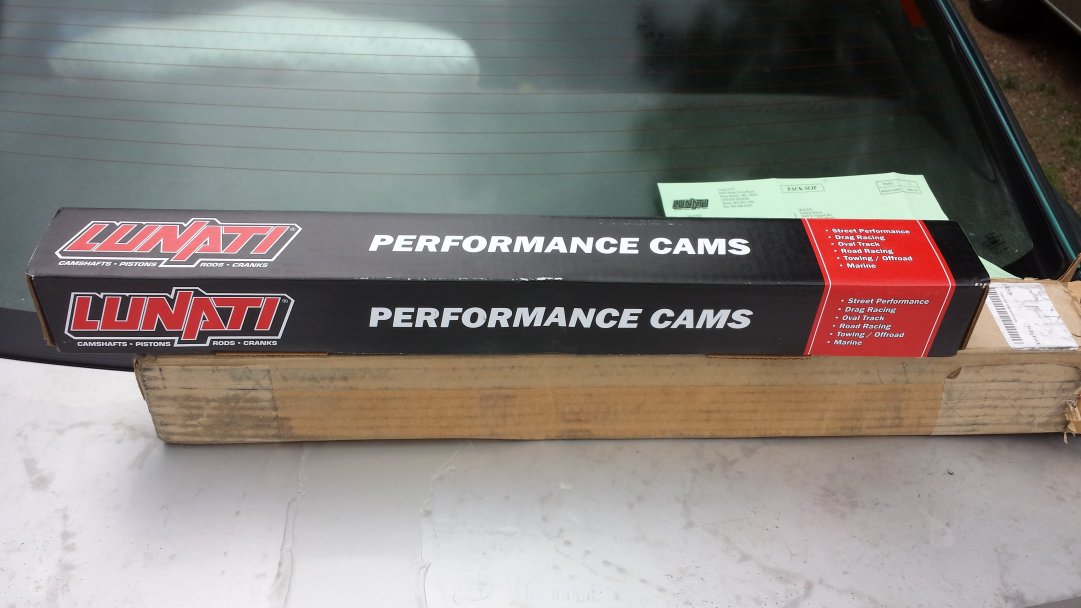 PACK SLIP
LUNATI
LUNATI®
CAMSHAFTS • PISTONS RODS • CRANKS
PERFORMANCE CAMS
• Street Performance
• Drag Racing
• Oval Track
• Road Racing
• Towing / Offroad
• Marine
LUNATI®
CAMSHAFTS • PISTONS RODS • CRANKS
PERFORMANCE CAMS
• Street Performance
• Drag Racing
• Oval Track
• Road Racing
• Towing / Offroad
• Marine